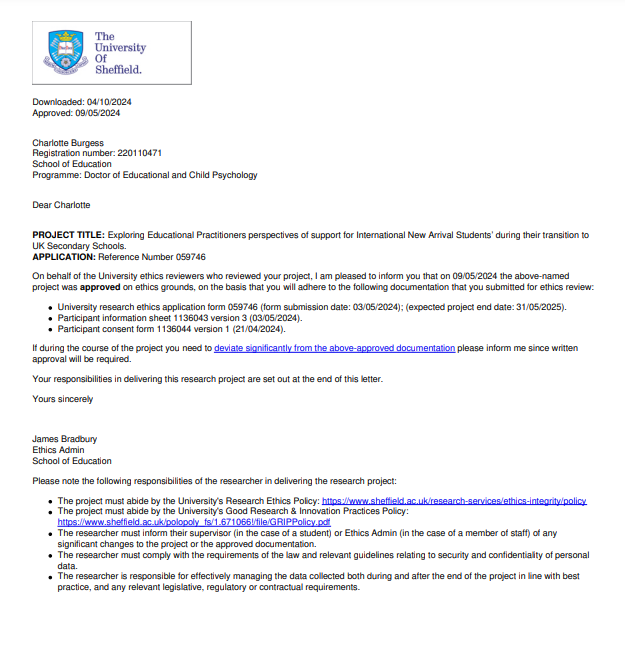 The
University
Of
Sheffield.
Downloaded: 04/10/2024
Approved: 09/05/2024
Charlotte Burgess
Registration number: 220110471
School of Education
Programme: Doctor of Educational and Child Psychology
Dear Charlotte
PROJECT TITLE: Exploring Educational Practitioners perspectives of support for International New Arrival Students' during their transition to
UK Secondary Schools.
APPLICATION: Reference Number 059746
On behalf of the University ethics reviewers who reviewed your project, I am pleased to inform you that on 09/05/2024 the above-named
project was approved on ethics grounds, on the basis that you will adhere to the following documentation that you submitted for ethics review:
• University research ethics application form 059746 (form submission date: 03/05/2024); (expected project end date: 31/05/2025).
• Participant information sheet 1136043 version 3 (03/05/2024).
• Participant consent form 1136044 version 1 (21/04/2024).
If during the course of the project you need to deviate significantly from the above-approved documentation please inform me since written
approval will be required.
Your responsibilities in delivering this research project are set out at the end of this letter.
Yours sincerely
James Bradbury
Ethics Admin
School of Education
Please note the following responsibilities of the researcher in delivering the research project:
• The project must abide by the University's Research Ethics Policy: https://www.sheffield.ac.uk/research-services/ethics-integrity/policy
• The project must abide by the University's Good Research & Innovation Practices Policy:
https://www.sheffield.ac.uk/polopoly_fs/1.671066!/file/GRIPPolicy.pdf
• The researcher must inform their supervisor (in the case of a student) or Ethics Admin (in the case of a member of staff) of any
significant changes to the project or the approved documentation.
• The researcher must comply with the requirements of the law and relevant guidelines relating to security and confidentiality of personal
data.
• The researcher is responsible for effectively managing the data collected both during and after the end of the project in line with best
practice, and any relevant legislative, regulatory or contractual requirements.